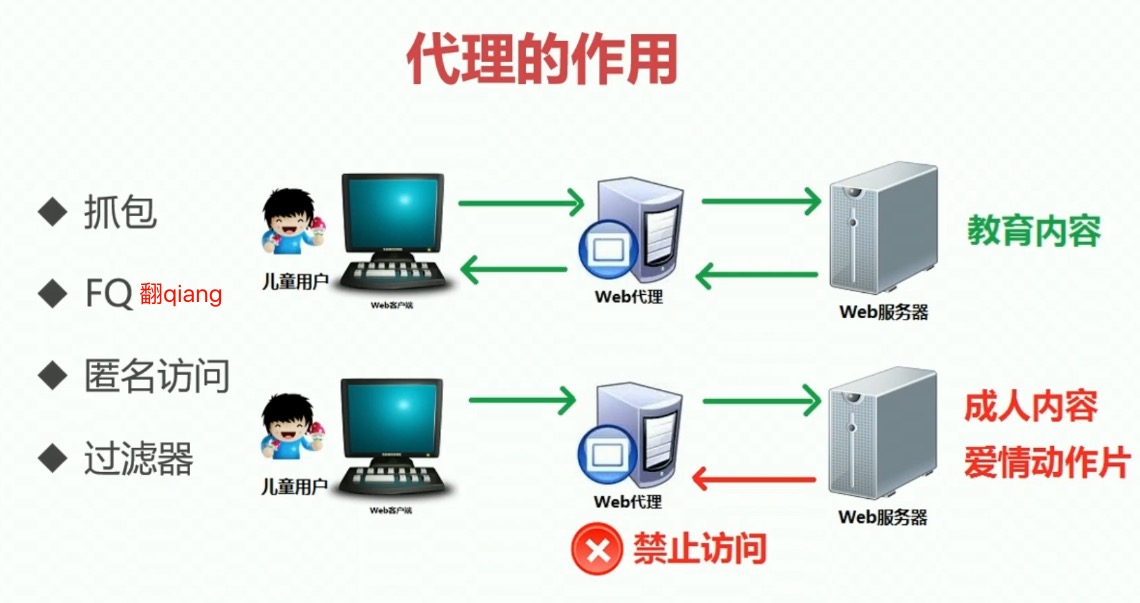 代理的作用
抓包
FQ 翻qiang
匿名访问
过滤器
儿童用户
Web客户端
Web代理
Web服务器
教育内容
儿童用户
Web客户端
Web代理
Web服务器
成人内容
爱情动作片
禁止访问